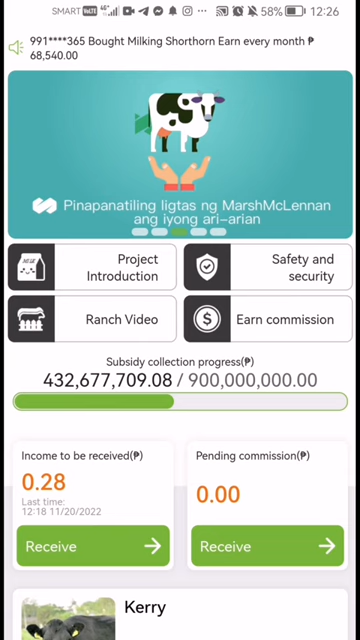 SMART VoLTE 4G 58% 12:26
991****365 Bought Milking Shorthorn Earn every month ₱
68,540.00
Pinapanatiling ligtas ng MarshMcLennan
ang iyong ari-arian
MILK
Project
Introduction
Safety and
security
Ranch Video
Earn commission
Subsidy collection progress(₱)
432,677,709.08 / 900,000,000.00
Income to be received(₱)
0.28
Last time:
12:18 11/20/2022
Receive
Pending commission(₱)
0.00
Receive
Kerry